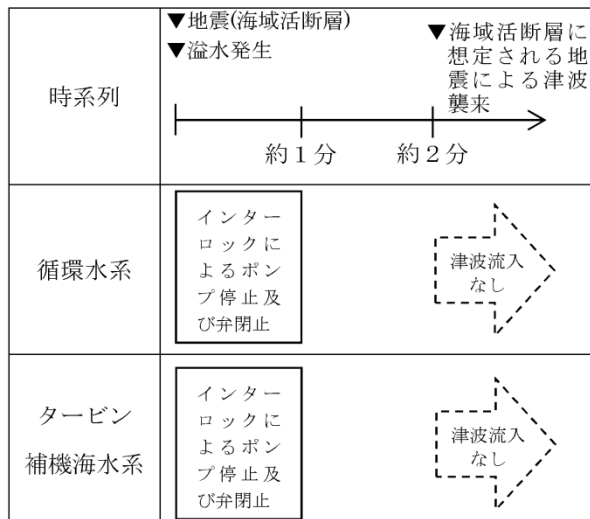 時系列
▼地震(海域活断層)
▼溢水発生
▼海域活断層に
想定される地
震による津波
襲来
約１分
約２分
循環水系
インター
ロックに
よるポン
プ停止及
び弁閉止
津波流入
なし
タービン
補機海水系
インター
ロックに
よるポン
プ停止及
び弁閉止
津波流入
なし